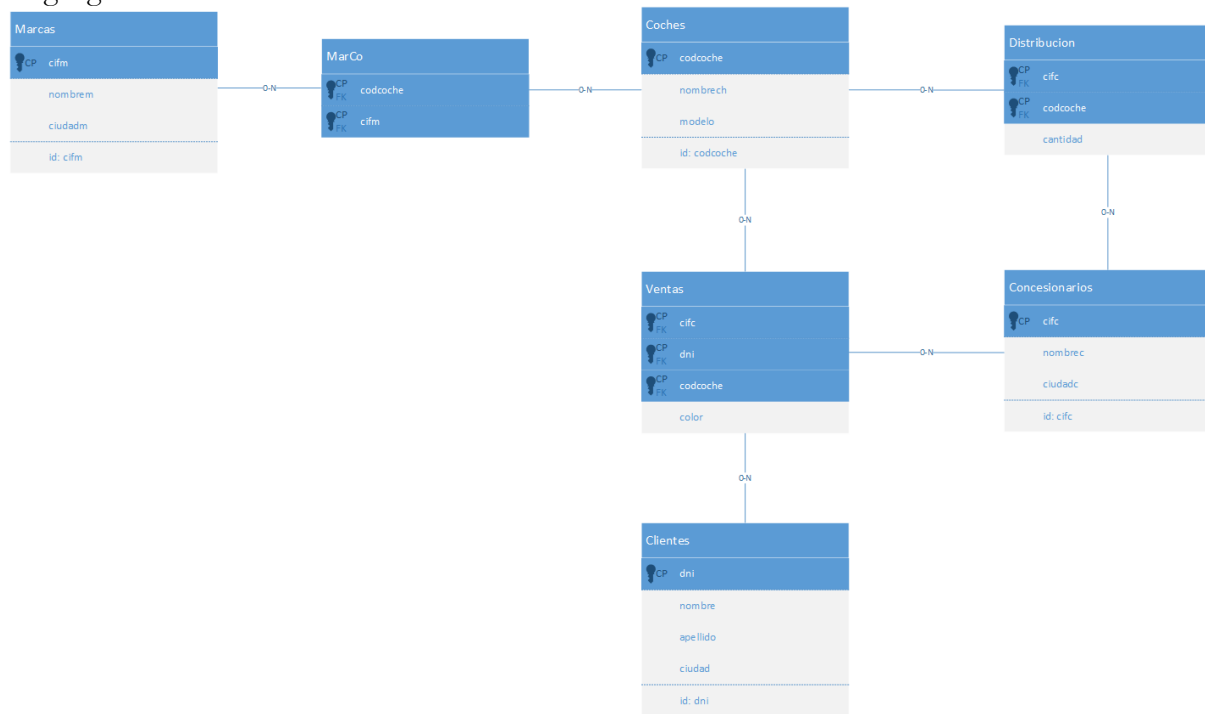 Marcas
CP cifm
nombrem
ciudadm
id: cifm
0-N
MarCo
CP FK codcoche
CP FK cifm
0-N
Coches
CP codcoche
nombrech
modelo
id: codcoche
0-N
Distribucion
CP FK cifc
CP FK codcoche
cantidad
0-N
0-N
Ventas
CP FK cifc
CP FK dni
CP FK codcoche
color
0-N
Concesionarios
CP cifc
nombrec
ciudadc
id: cifc
0-N
Clientes
CP dni
nombre
apellido
ciudad
id: dni